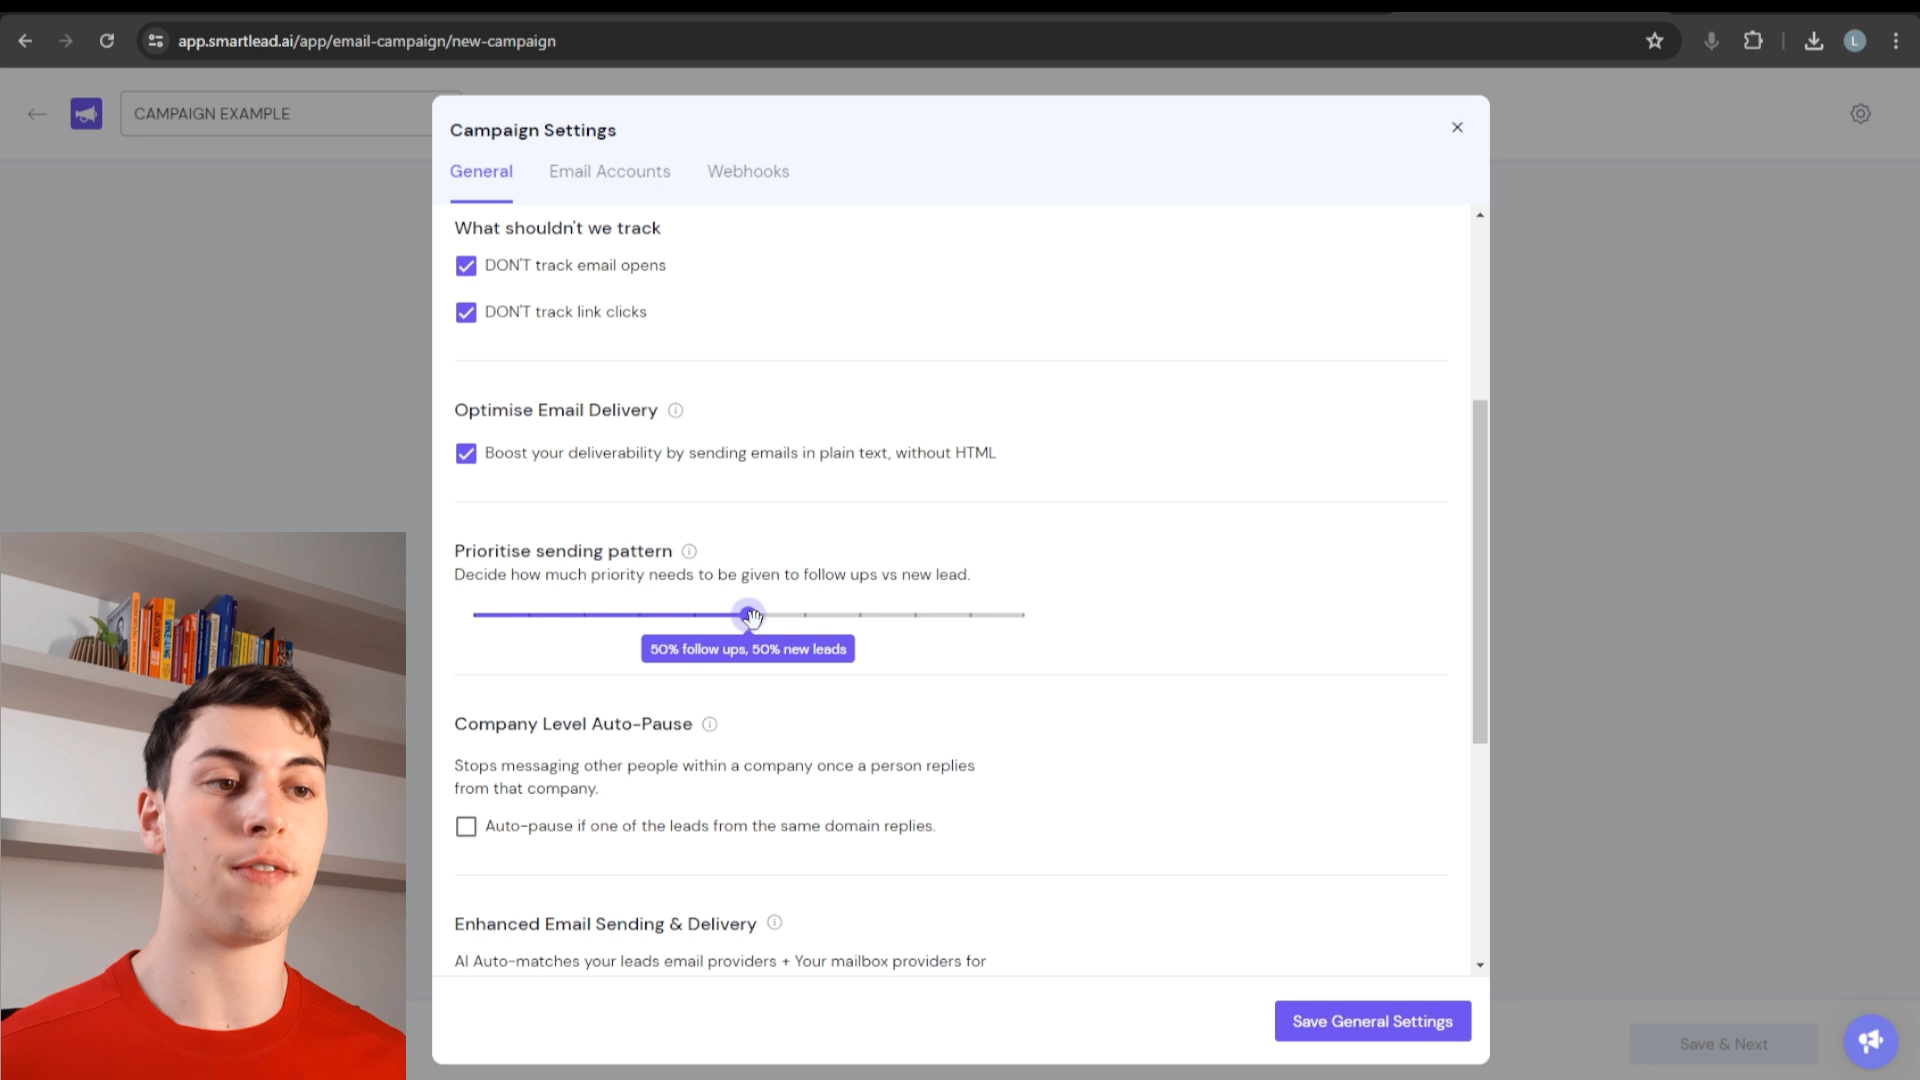 app.smartlead.ai/app/email-campaign/new-campaign
L
CAMPAIGN EXAMPLE
Campaign Settings
General
Email Accounts
Webhooks
What shouldn't we track
DON'T track email opens
DON'T track link clicks
Optimise Email Delivery
Boost your deliverability by sending emails in plain text, without HTML
Prioritise sending pattern
Decide how much priority needs to be given to follow ups vs new lead.
50% follow ups, 50% new leads
Company Level Auto-Pause
Stops messaging other people within a company once a person replies
from that company.
Auto-pause if one of the leads from the same domain replies.
Enhanced Email Sending & Delivery
AI Auto-matches your leads email providers + Your mailbox providers for
Save General Settings
Save & Next